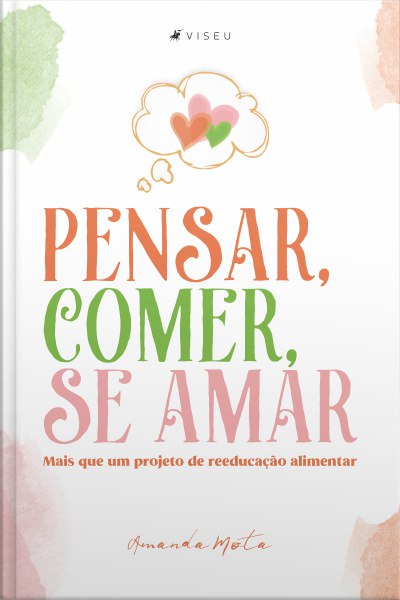 VISEU
PENSAR,
COMER,
SE AMAR
Mais que um projeto de reeducação alimentar
Amanda Mota